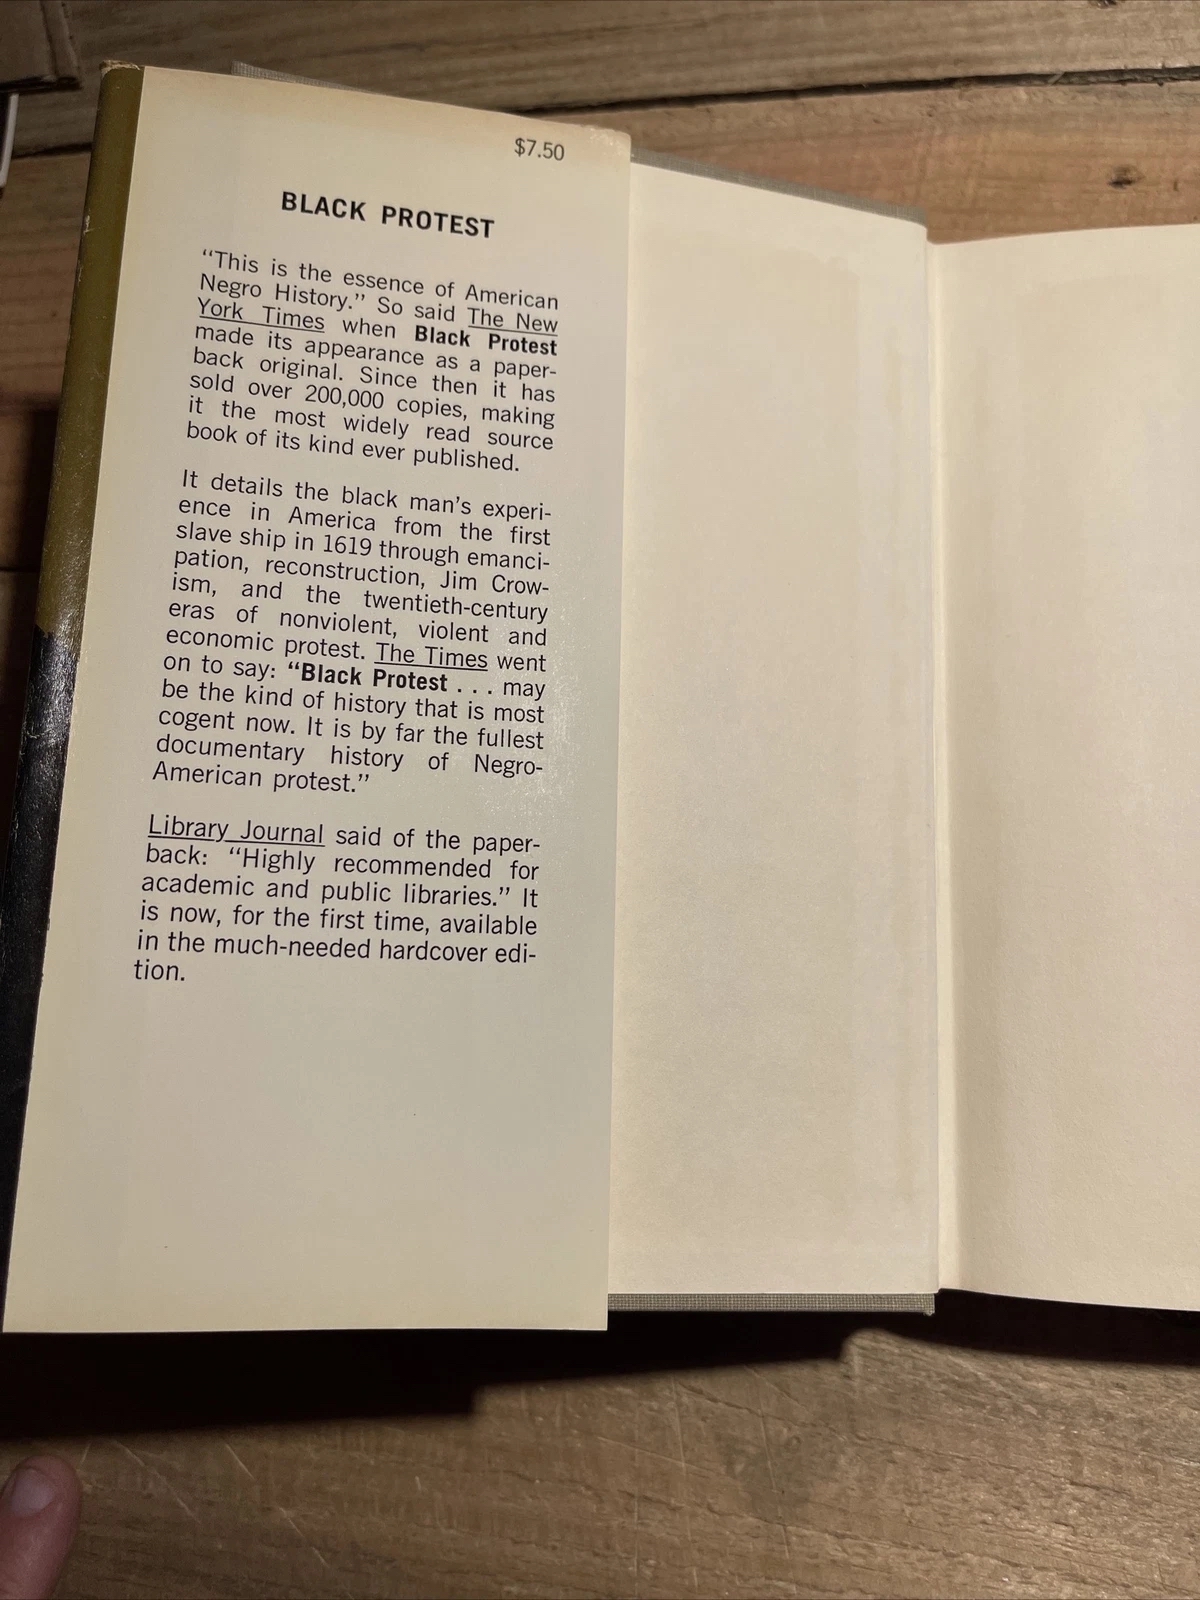 $7.50
BLACK PROTEST
“This is the essence of American
Negro History.” So said The New
York Times when Black Protest
made its appearance as a paper-
back original. Since then it has
sold over 200,000 copies, making
it the most widely read source
book of its kind ever published.
It details the black man’s experi-
ence in America from the first
slave ship in 1619 through emanci-
pation, reconstruction, Jim Crow-
ism, and the twentieth-century
eras of nonviolent, violent and
economic protest. The Times went
on to say: “Black Protest . . . may
be the kind of history that is most
cogent now. It is by far the fullest
documentary history of Negro-
American protest.”
Library Journal said of the paper-
back: “Highly recommended for
academic and public libraries.” It
is now, for the first time, available
in the much-needed hardcover edi-
tion.